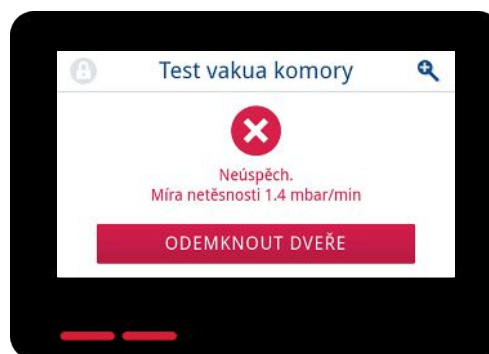 Test vakua komory
Neúspěch.
Míra netěsnosti 1.4 mbar/min
ODEMKNOUT DVEŘE